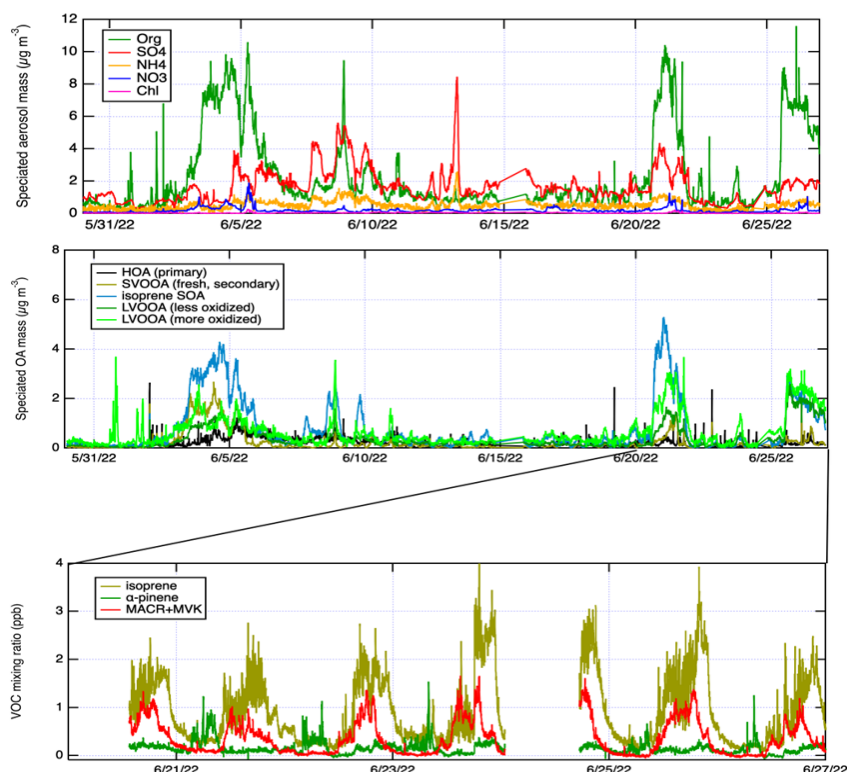 12
10
8
6
4
2
0
Speciated aerosol mass (µg m⁻³)
Org
SO4
NH4
NO3
Chl
5/31/22 6/5/22 6/10/22 6/15/22 6/20/22 6/25/22
8
6
4
2
0
Speciated OA mass (µg m⁻³)
HOA (primary)
SVOOA (fresh, secondary)
isoprene SOA
LVOOA (less oxidized)
LVOOA (more oxidized)
5/31/22 6/5/22 6/10/22 6/15/22 6/20/22 6/25/22
4
3
2
1
0
VOC mixing ratio (ppb)
isoprene
α-pinene
MACR+MVK
6/21/22 6/23/22 6/25/22 6/27/22